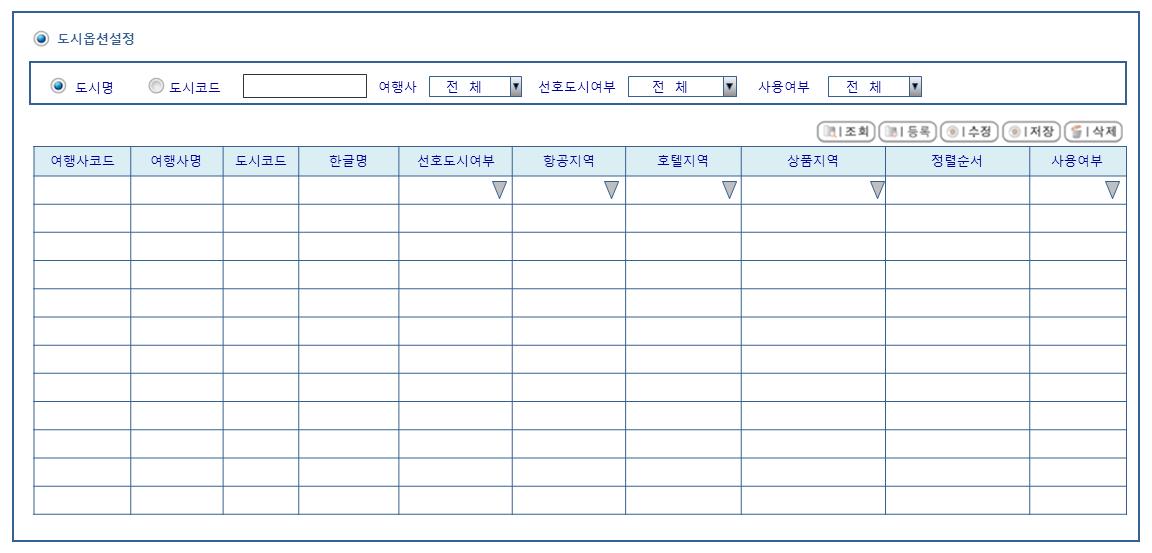 도시옵션설정
도시명 도시코드 여행사 전 체 선호도시여부 전 체 사용여부 전 체
조회 등록 수정 저장 삭제
여행사코드 여행사명 도시코드 한글명 선호도시여부 항공지역 호텔지역 상품지역 정렬순서 사용여부